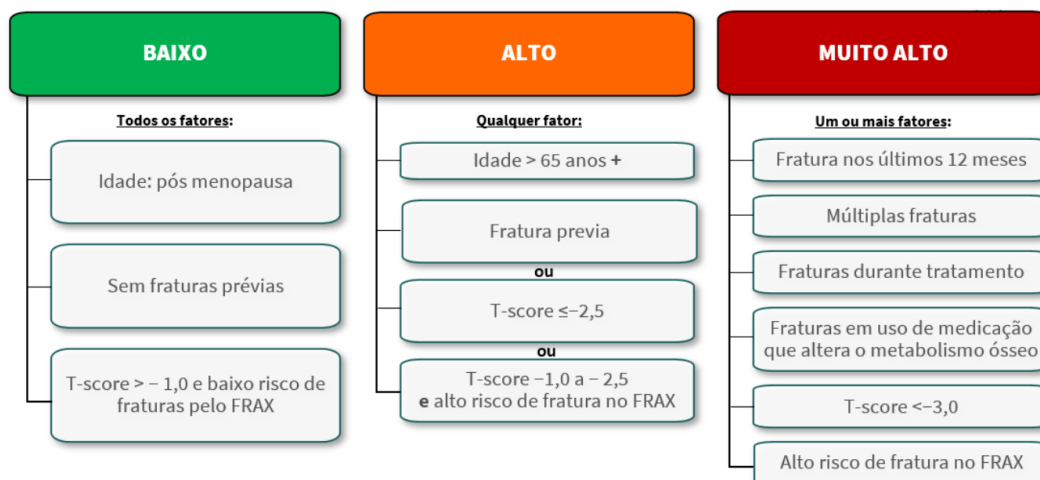 BAIXO
Todos os fatores:
Idade: pós menopausa
Sem fraturas prévias
T-score > − 1,0 e baixo risco de
fraturas pelo FRAX
ALTO
Qualquer fator:
Idade > 65 anos +
Fratura previa
ou
T-score ≤−2,5
ou
T-score −1,0 a − 2,5
e alto risco de fratura no FRAX
MUITO ALTO
Um ou mais fatores:
Fratura nos últimos 12 meses
Múltiplas fraturas
Fraturas durante tratamento
Fraturas em uso de medicação
que altera o metabolismo ósseo
T-score <−3,0
Alto risco de fratura no FRAX